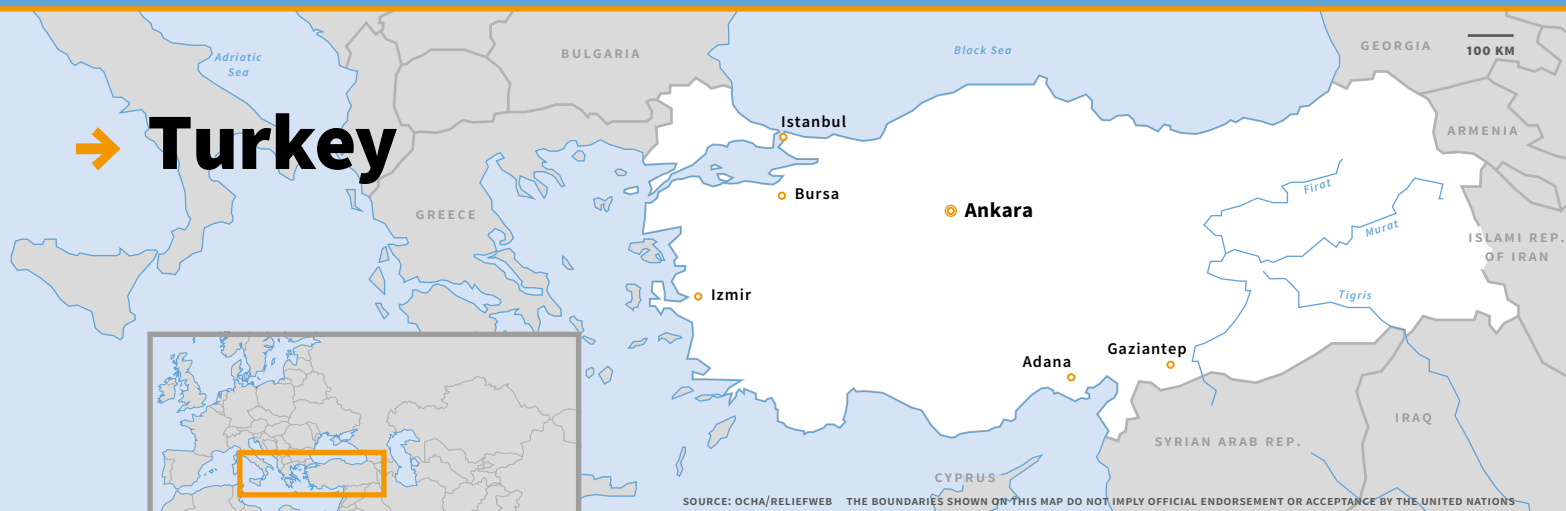 Adriatic
Sea
BULGARIA
Black Sea
GEORGIA
100 KM
Turkey
Istanbul
ARMENIA
Firat
Bursa
Ankara
GREECE
Murat
ISLAMI REP.
OF IRAN
Izmir
Tigris
Gaziantep
Adana
IRAQ
SYRIAN ARAB REP.
CYPRUS
SOURCE: OCHA/RELIEFWEB THE BOUNDARIES SHOWN ON THIS MAP DO NOT IMPLY OFFICIAL ENDORSEMENT OR ACCEPTANCE BY THE UNITED NATIONS